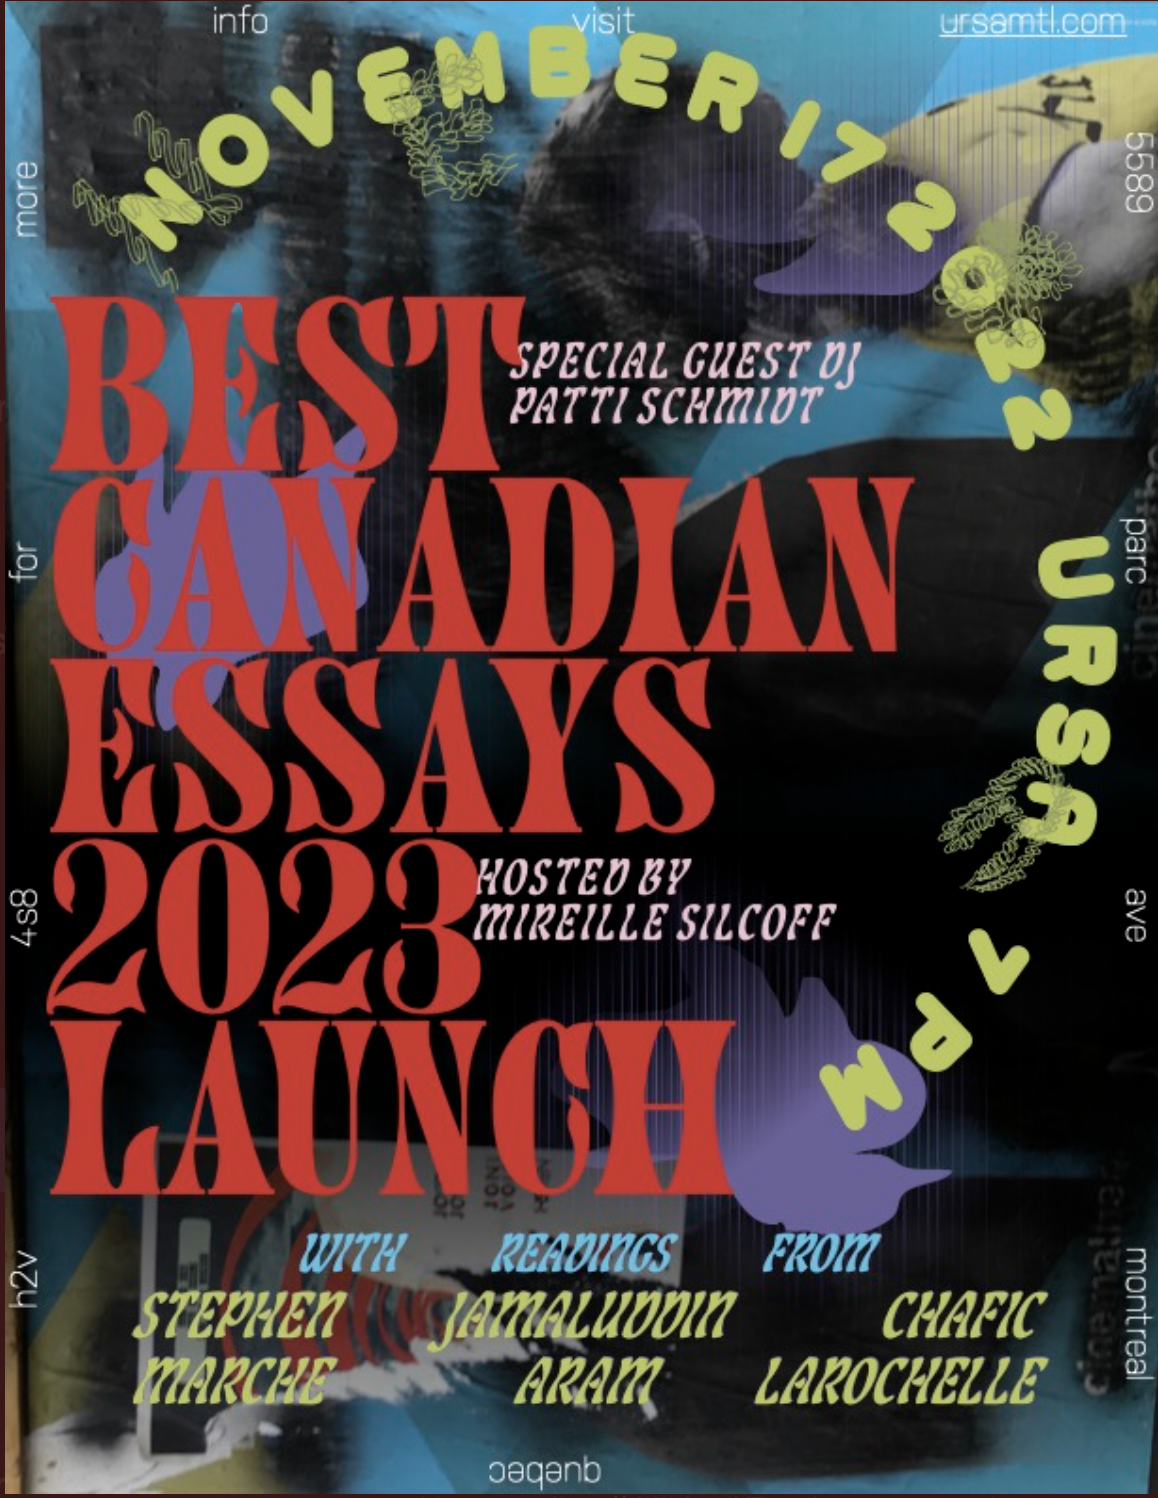 info visit ursamtl.com
5589 parc ave montreal
quebec
h2v 4s8
for more
NOVEMBER 17 2022 URSA 7 PM
BEST
SPECIAL GUEST DJ
PATTI SCHMIDT
CANADIAN
ESSAYS
2023
HOSTED BY
MIREILLE SILCOFF
LAUNCH
WITH READINGS FROM
STEPHEN JAMALUDDIN CHAFIC
MARCHE ARAM LAROCHELLE